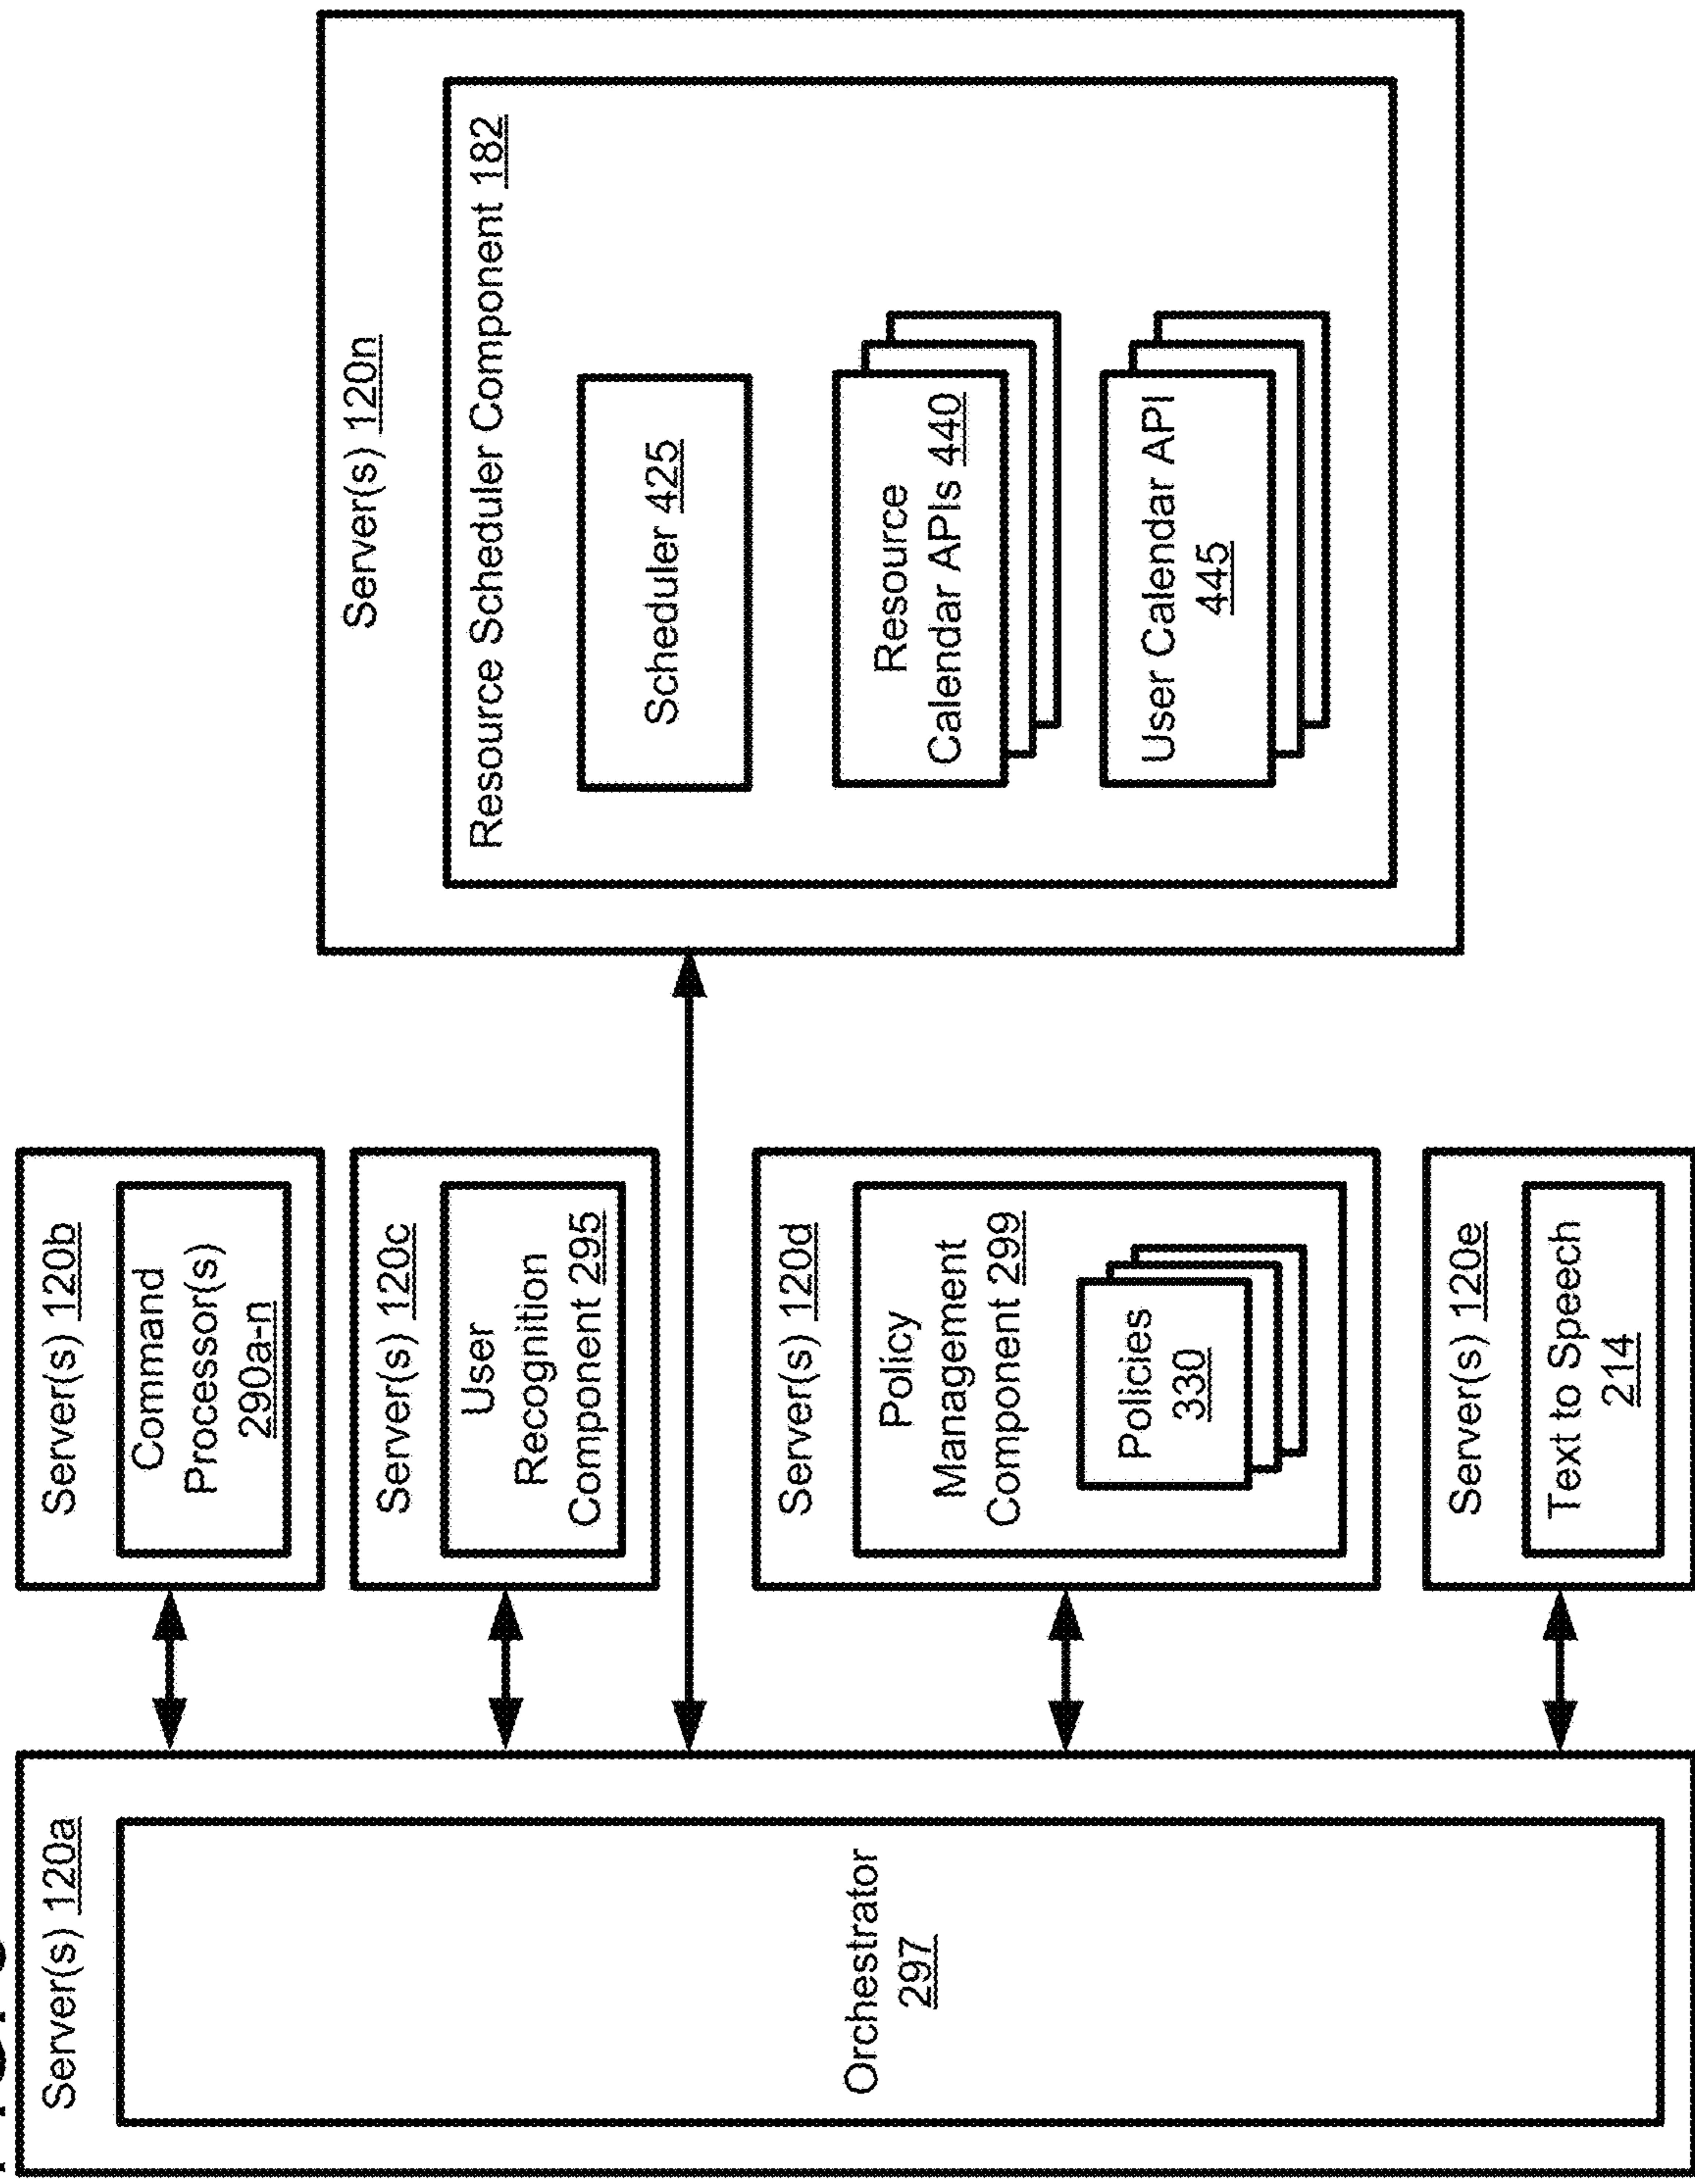 Server(s) 120a
Orchestrator
297
Server(s) 120b
Command
Processor(s)
290a-n
Server(s) 120c
User
Recognition
Component 295
Server(s) 120d
Policy
Management
Component 299
Policies
330
Server(s) 120e
Text to Speech
214
Server(s) 120n
Resource Scheduler Component 182
Scheduler 425
Resource
Calendar APIs 440
User Calendar API
445